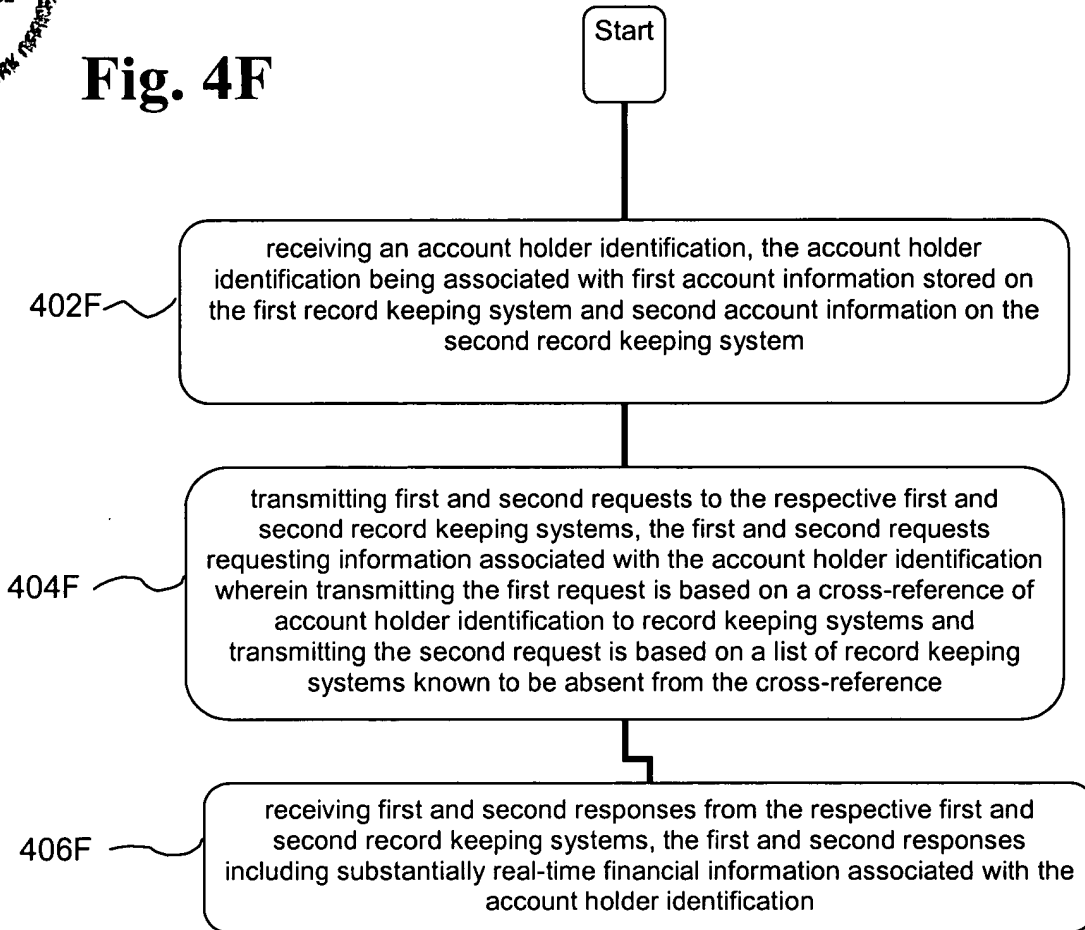 Start
Fig. 4F
402F
receiving an account holder identification, the account holder
identification being associated with first account information stored on
the first record keeping system and second account information on the
second record keeping system
404F
transmitting first and second requests to the respective first and
second record keeping systems, the first and second requests
requesting information associated with the account holder identification
wherein transmitting the first request is based on a cross-reference of
account holder identification to record keeping systems and
transmitting the second request is based on a list of record keeping
systems known to be absent from the cross-reference
406F
receiving first and second responses from the respective first and
second record keeping systems, the first and second responses
including substantially real-time financial information associated with the
account holder identification